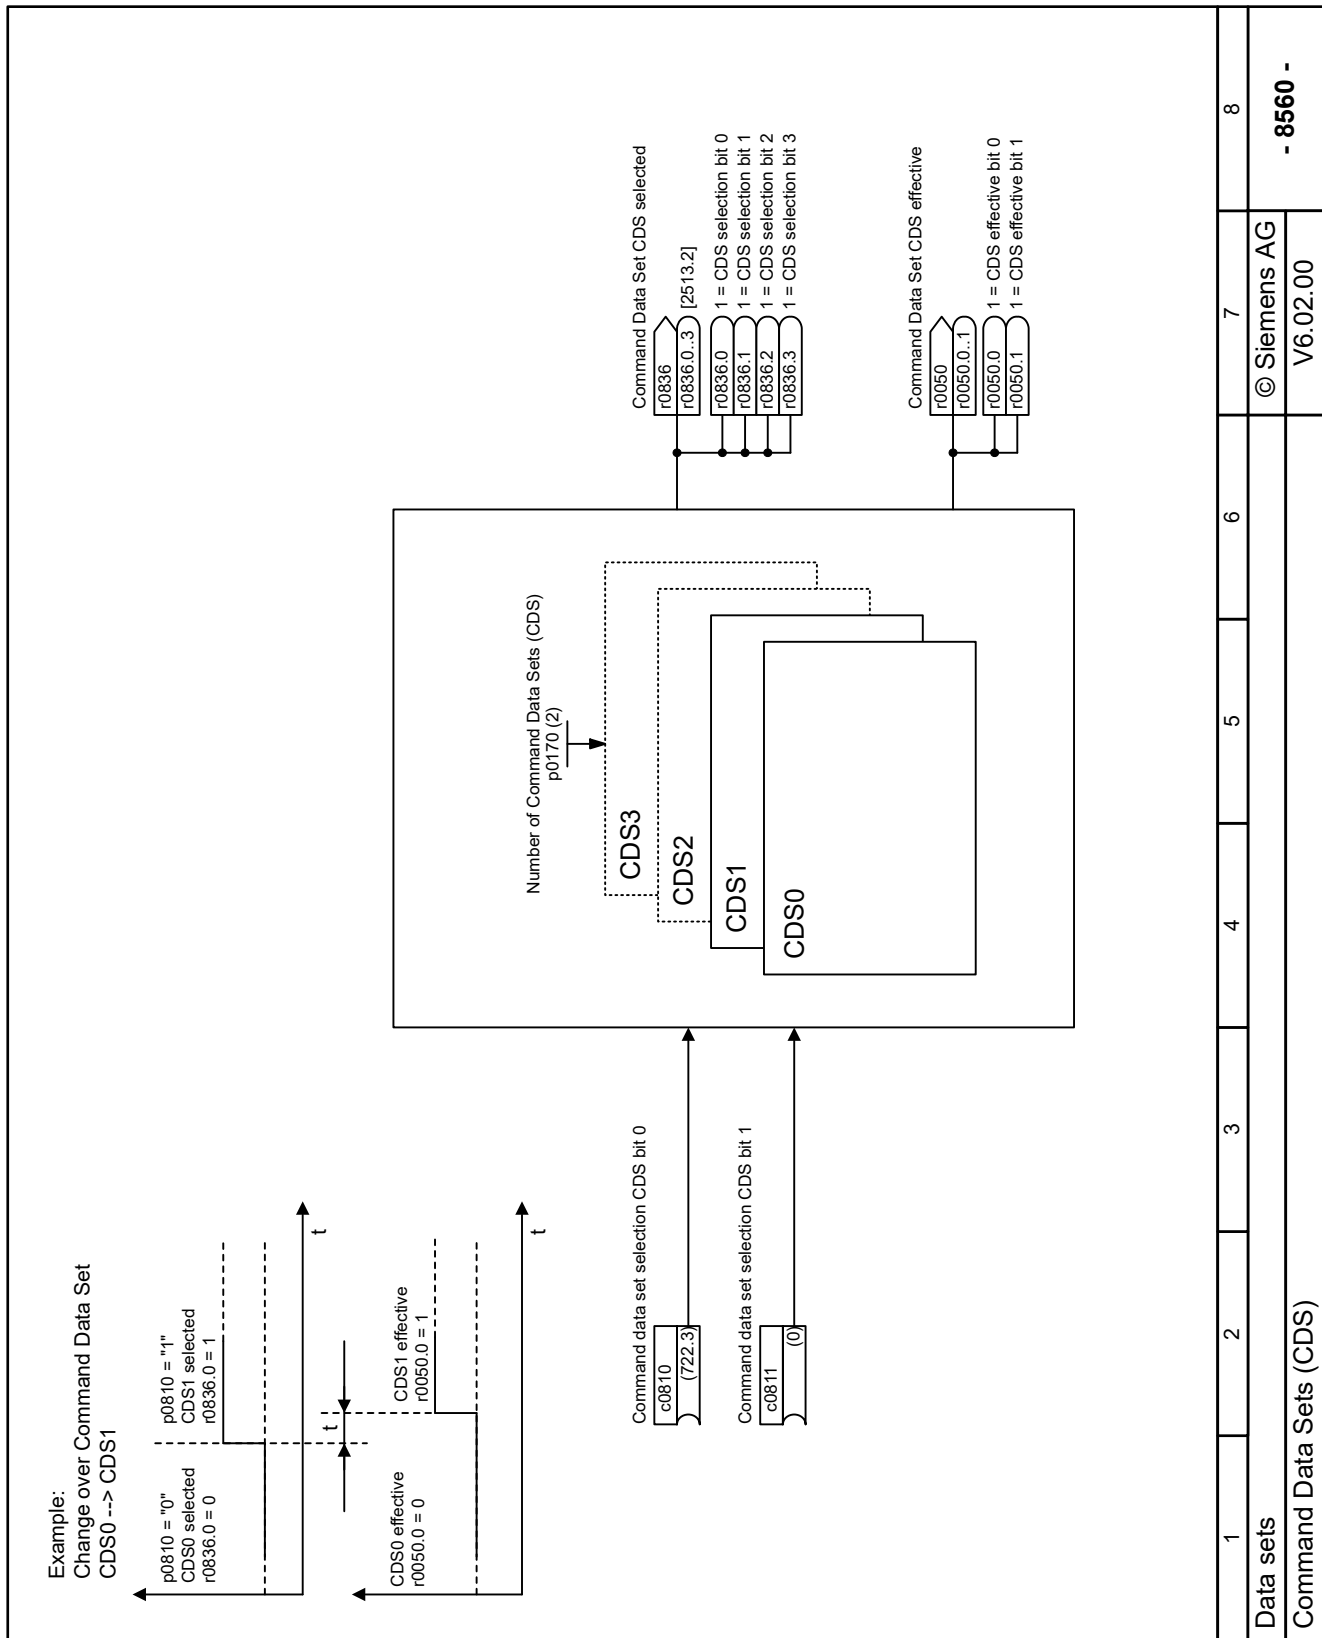 Example:
Change over Command Data Set
CDS0 --> CDS1
p0810 = "0"
CDS0 selected
r0836.0 = 0
p0810 = "1"
CDS1 selected
r0836.0 = 1
t
t
CDS0 effective
r0050.0 = 0
CDS1 effective
r0050.0 = 1
t
Command data set selection CDS bit 0
c0810
(722.3)
Command data set selection CDS bit 1
c0811
(0)
Number of Command Data Sets (CDS)
p0170 (2)
CDS3
CDS2
CDS1
CDS0
Command Data Set CDS selected
r0836
r0836.0..3 [2513.2]
r0836.0 1 = CDS selection bit 0
r0836.1 1 = CDS selection bit 1
r0836.2 1 = CDS selection bit 2
r0836.3 1 = CDS selection bit 3
Command Data Set CDS effective
r0050
r0050.0..1
r0050.0 1 = CDS effective bit 0
r0050.1 1 = CDS effective bit 1
1 2 3 4 5 6 7 8
Data sets
© Siemens AG
- 8560 -
Command Data Sets (CDS)
V6.02.00